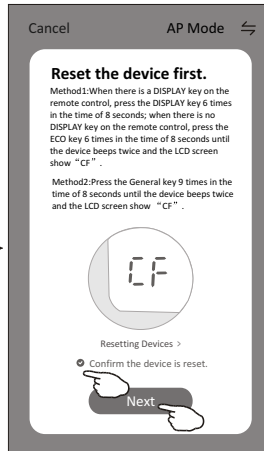 Cancel AP Mode
Reset the device first.
Method1:When there is a DISPLAY key on the
remote control, press the DISPLAY key 6 times
in the time of 8 seconds; when there is no
DISPLAY key on the remote control, press the
ECO key 6 times in the time of 8 seconds until
the device beeps twice and the LCD screen
show “CF”.
Method2:Press the General key 9 times in the
time of 8 seconds until the device beeps twice
and the LCD screen show “CF”.
CF
Resetting Devices >
Confirm the device is reset.
Next